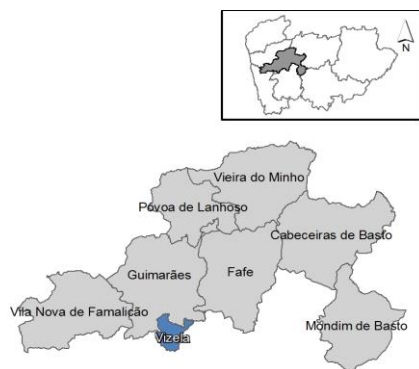 N
Vieira do Minho
Póvoa de Lanhoso
Cabeceiras de Basto
Guimarães
Fafe
Vila Nova de Famalicão
Mondim de Basto
Vizela